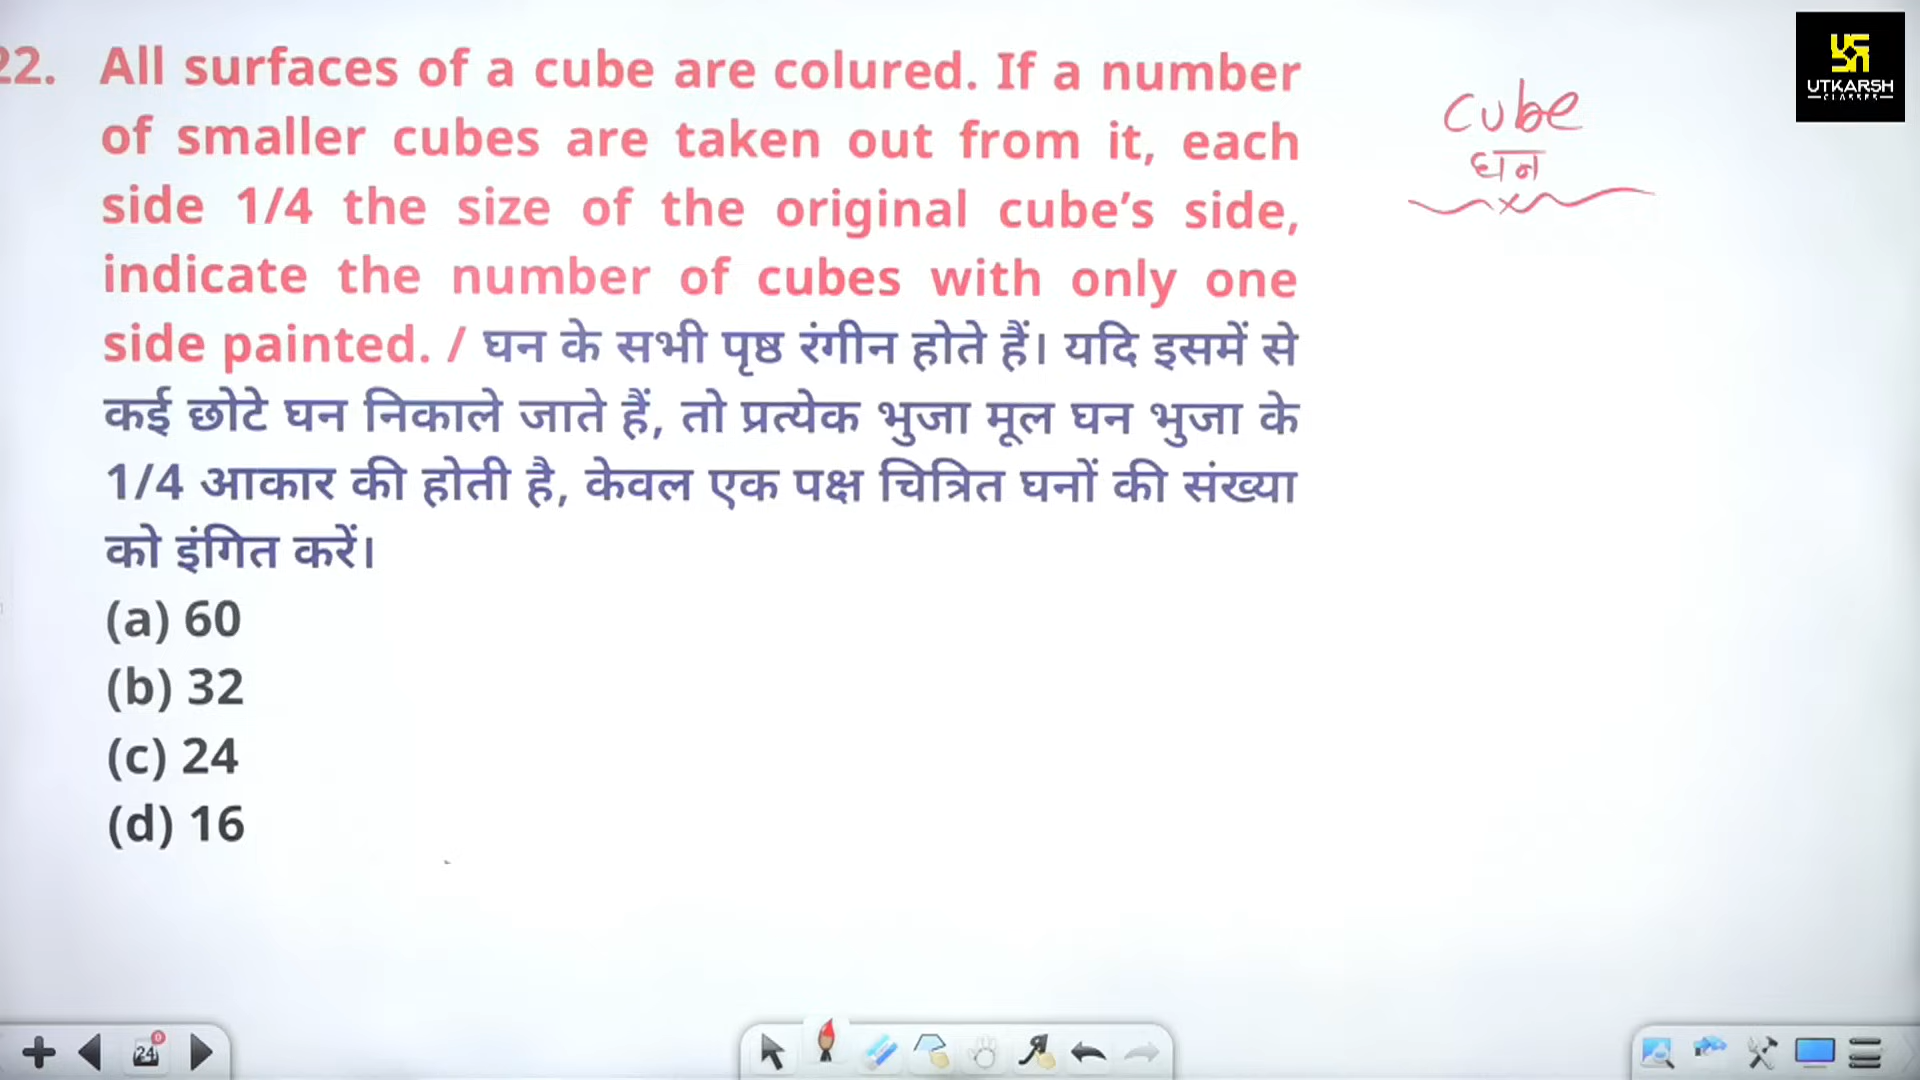 22. All surfaces of a cube are colured. If a number
of smaller cubes are taken out from it, each
side 1/4 the size of the original cube’s side,
indicate the number of cubes with only one
side painted. / घन के सभी पृष्ठ रंगीन होते हैं। यदि इसमें से
कई छोटे घन निकाले जाते हैं, तो प्रत्येक भुजा मूल घन भुजा के
1/4 आकार की होती है, केवल एक पक्ष चित्रित घनों की संख्या
को इंगित करें।
(a) 60
(b) 32
(c) 24
(d) 16
cube
घन
UTKARSH
CLASSES
24
0